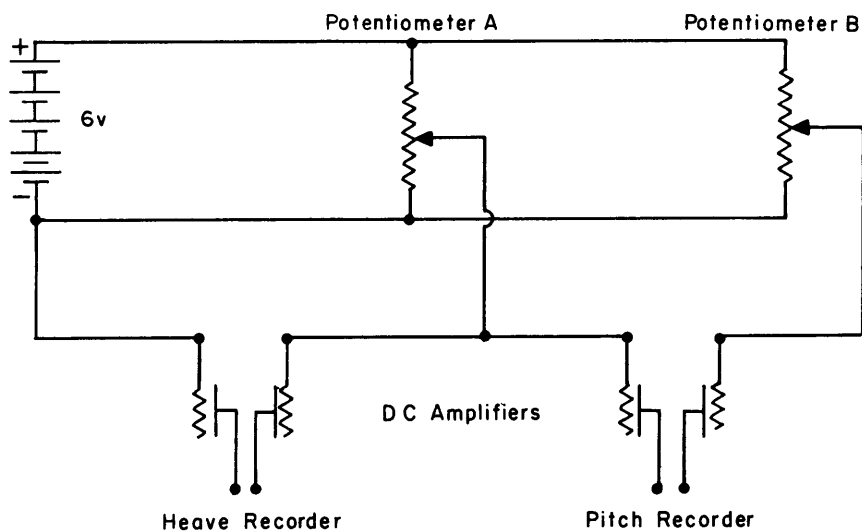 Potentiometer A
Potentiometer B
+
6v
−
DC Amplifiers
Heave Recorder
Pitch Recorder